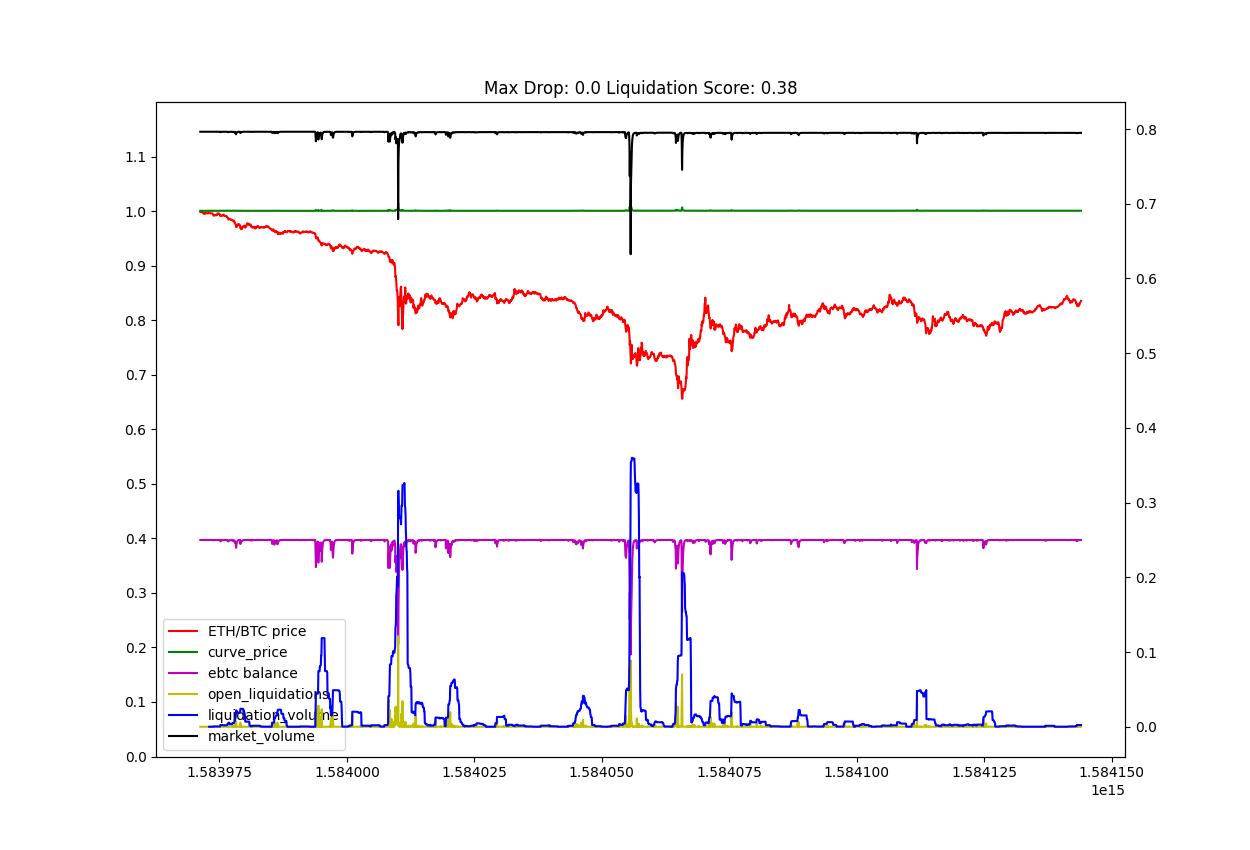 Max Drop: 0.0 Liquidation Score: 0.38
1.1
1.0
0.9
0.8
0.7
0.6
0.5
0.4
0.3
0.2
0.1
0.0
0.8
0.7
0.6
0.5
0.4
0.3
0.2
0.1
0.0
ETH/BTC price
curve_price
ebtc balance
open_liquidations
liquidation_volume
market_volume
1.583975 1.584000 1.584025 1.584050 1.584075 1.584100 1.584125 1.584150
1e15